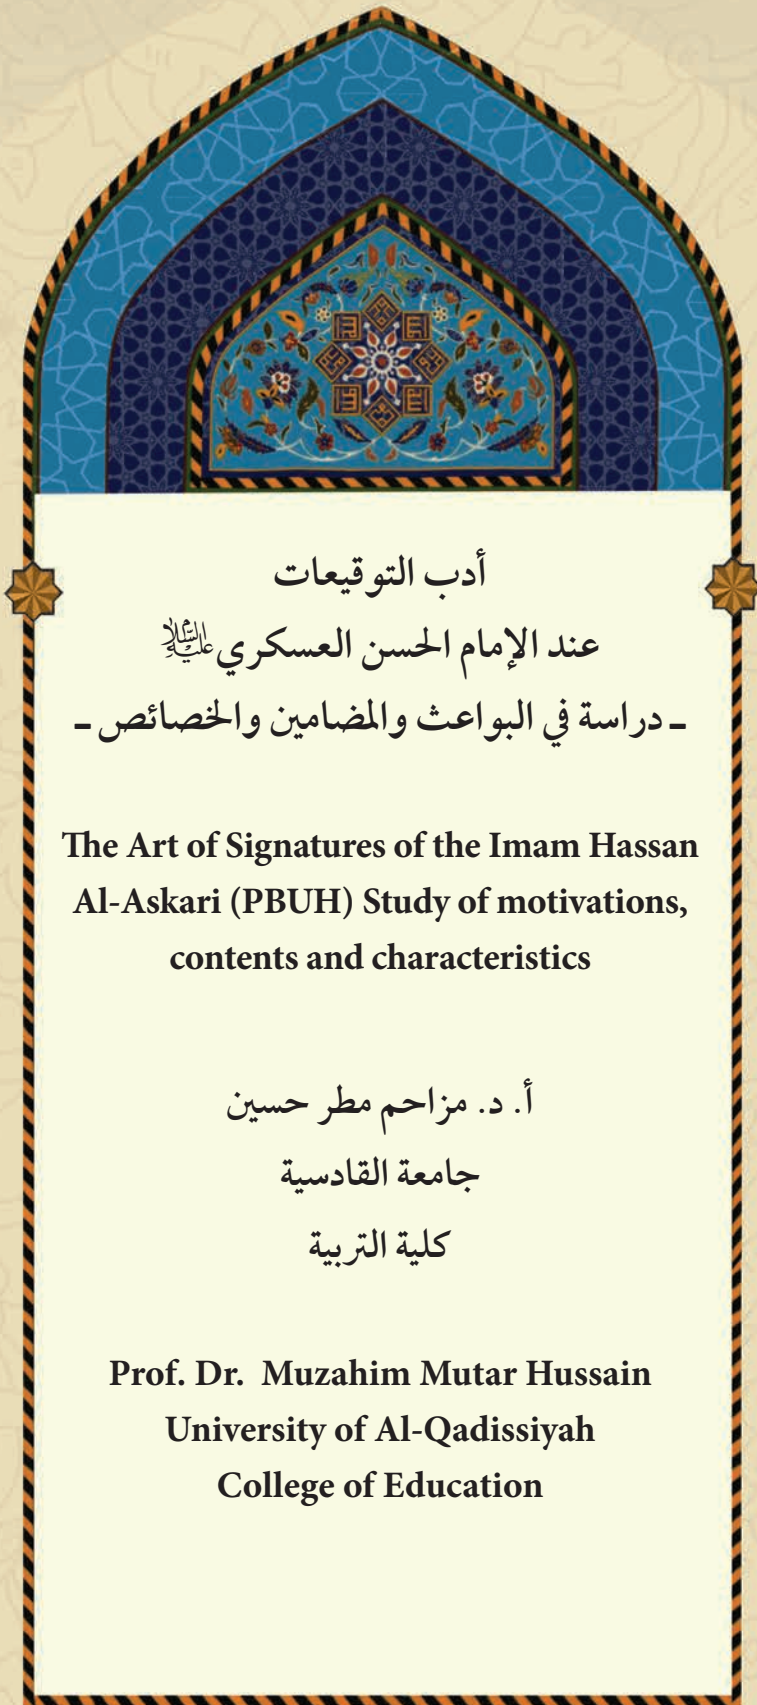 أدب التوقيعات
عند الإمام الحسن العسكري عليه السلام
ـ دراسة في البواعث والمضامين والخصائص ـ
The Art of Signatures of the Imam Hassan
Al-Askari (PBUH) Study of motivations,
contents and characteristics
أ. د. مزاحم مطر حسين
جامعة القادسية
كلية التربية
Prof. Dr. Muzahim Mutar Hussain
University of Al-Qadissiyah
College of Education